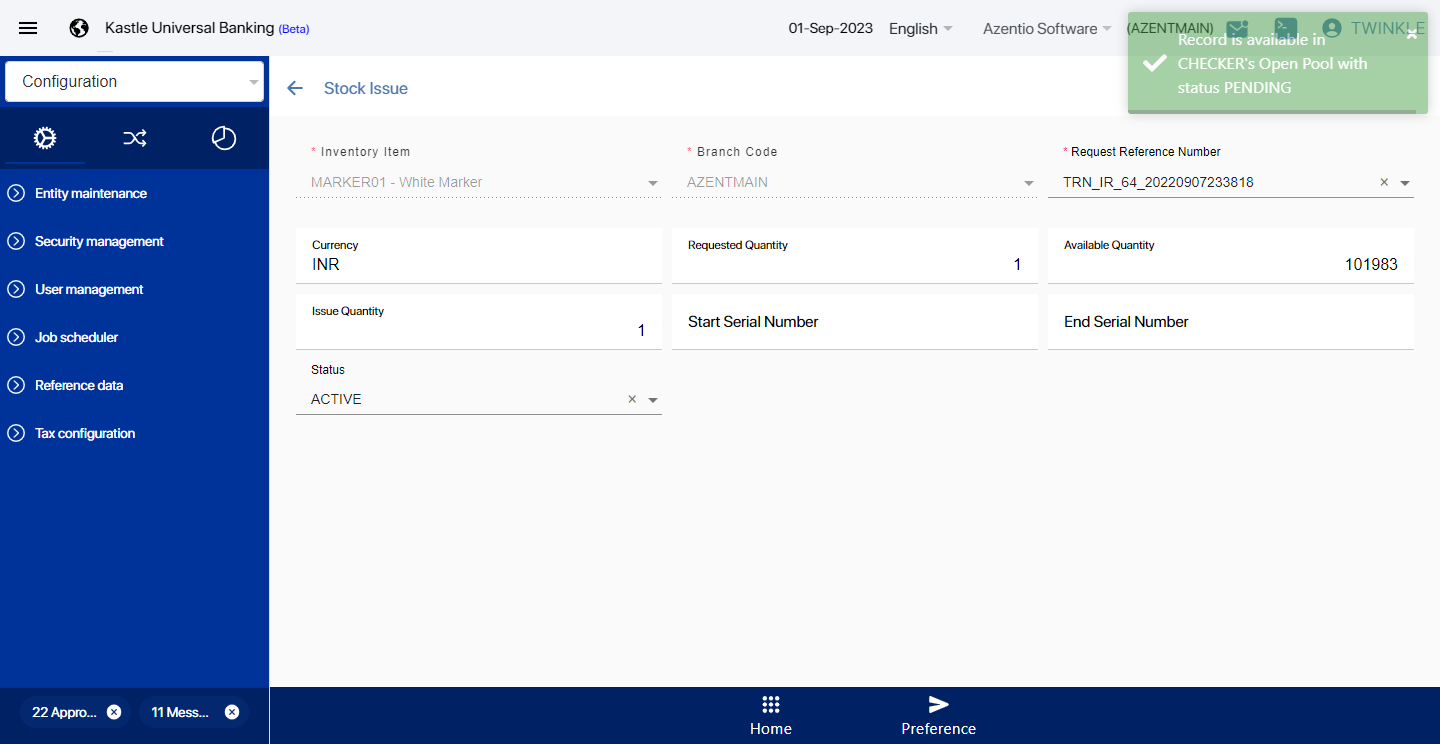 Kastle Universal Banking (Beta)
01-Sep-2023
English
Azentio Software
(AZENTMAIN)
TWINKLE
Record is available in
CHECKER's Open Pool with
status PENDING
Configuration
Stock Issue
Entity maintenance
Security management
User management
Job scheduler
Reference data
Tax configuration
* Inventory Item
MARKER01 - White Marker
* Branch Code
AZENTMAIN
* Request Reference Number
TRN_IR_64_20220907233818
Currency
INR
Requested Quantity
1
Available Quantity
101983
Issue Quantity
1
Start Serial Number
End Serial Number
Status
ACTIVE
22 Appro...
11 Mess...
Home
Preference